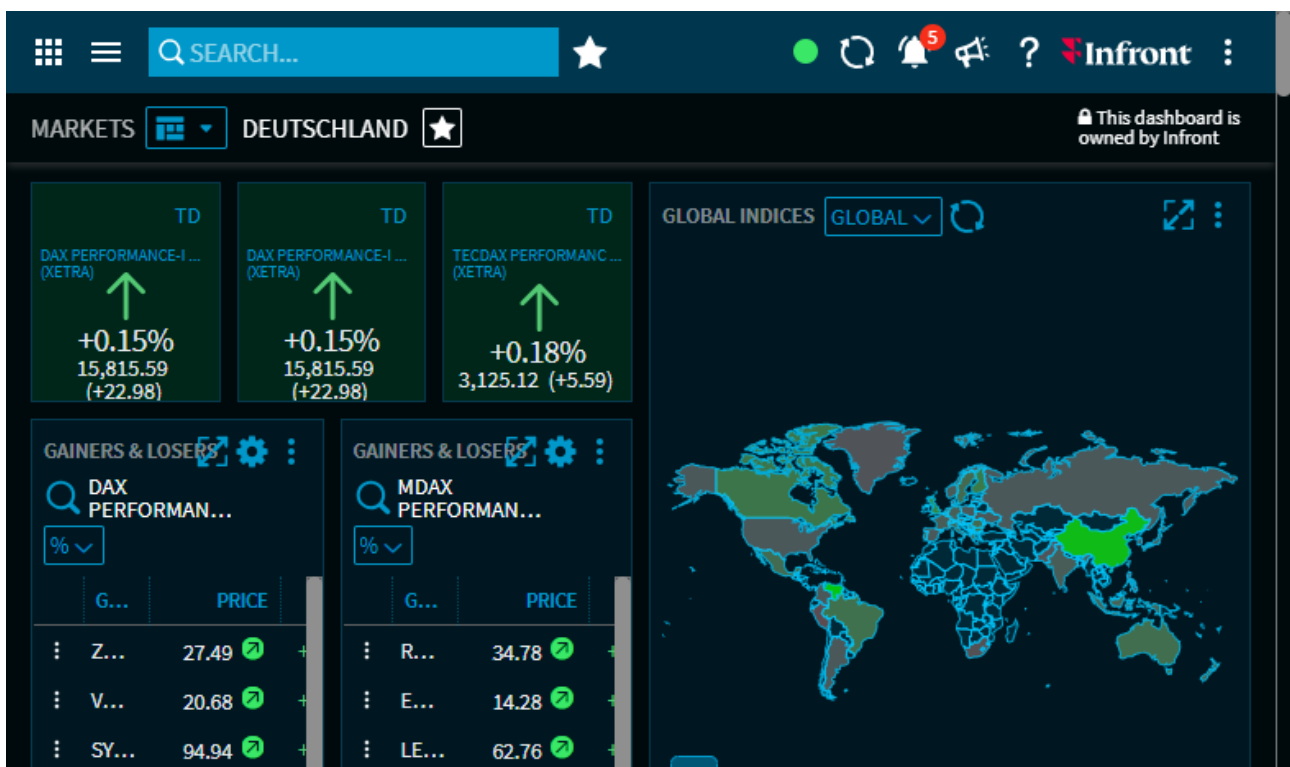 SEARCH...
5
?
Infront
MARKETS
DEUTSCHLAND
This dashboard is
owned by Infront
TD
DAX PERFORMANCE-I ...
(XETRA)
+0.15%
15,815.59
(+22.98)
TD
DAX PERFORMANCE-I ...
(XETRA)
+0.15%
15,815.59
(+22.98)
TD
TECDAX PERFORMANC ...
(XETRA)
+0.18%
3,125.12 (+5.59)
GLOBAL INDICES GLOBAL
GAINERS & LOSERS
DAX
PERFORMAN...
%
G... PRICE
Z... 27.49 +
V... 20.68 +
SY... 94.94 +
GAINERS & LOSERS
MDAX
PERFORMAN...
%
G... PRICE
R... 34.78 +
E... 14.28 +
LE... 62.76 +